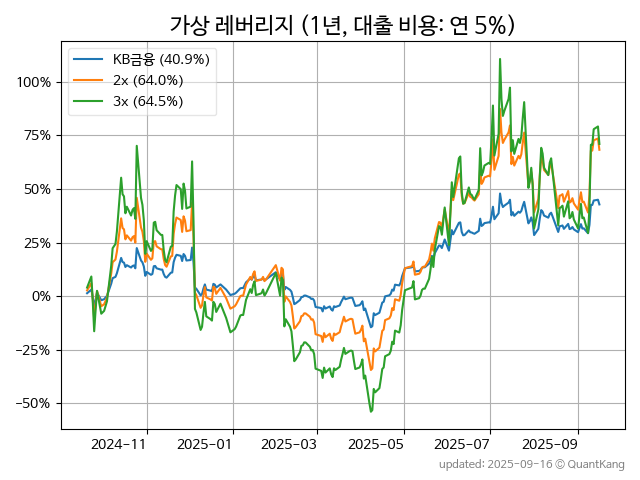 가상 레버리지 (1년, 대출 비용: 연 5%)
KB금융 (40.9%)
2x (64.0%)
3x (64.5%)
100%
75%
50%
25%
0%
−25%
−50%
2024-11
2025-01
2025-03
2025-05
2025-07
2025-09
updated: 2025-09-16 © QuantKang